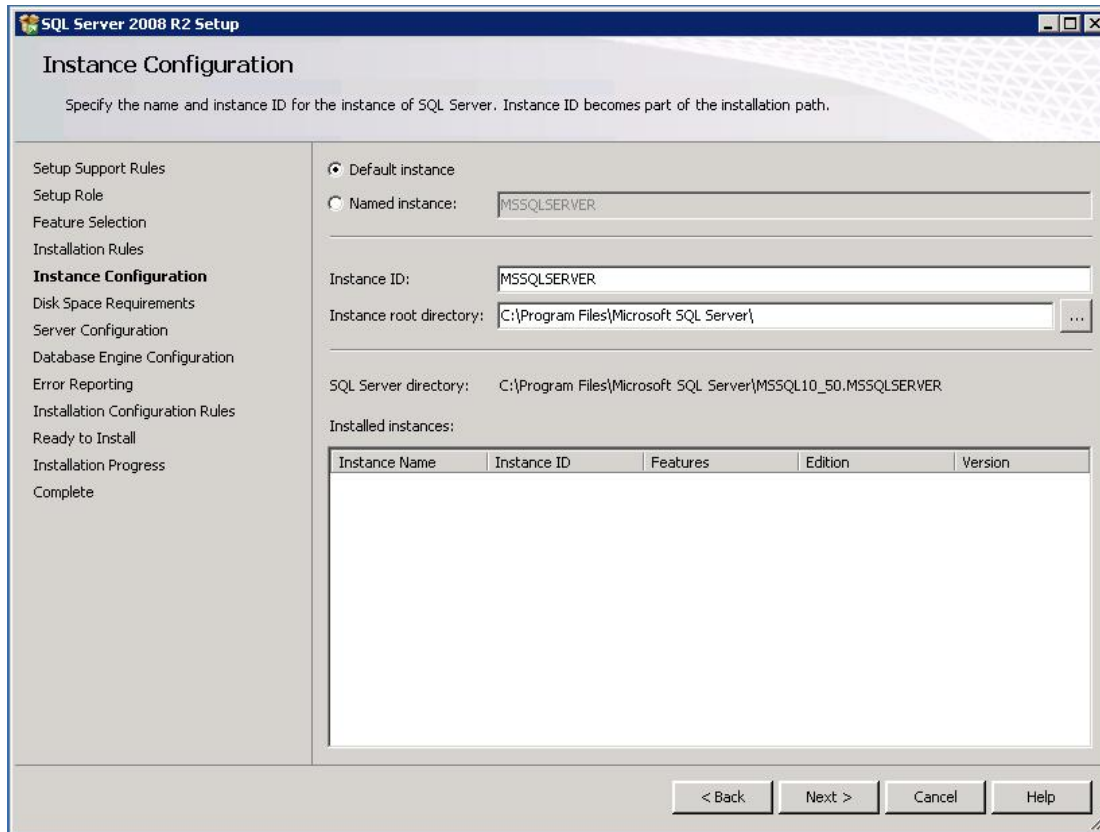 SQL Server 2008 R2 Setup
Instance Configuration
Specify the name and instance ID for the instance of SQL Server. Instance ID becomes part of the installation path.
Setup Support Rules
Setup Role
Feature Selection
Installation Rules
Instance Configuration
Disk Space Requirements
Server Configuration
Database Engine Configuration
Error Reporting
Installation Configuration Rules
Ready to Install
Installation Progress
Complete
Default instance
Named instance: MSSQLSERVER
Instance ID: MSSQLSERVER
Instance root directory: C:\Program Files\Microsoft SQL Server\ ...
SQL Server directory: C:\Program Files\Microsoft SQL Server\MSSQL10_50.MSSQLSERVER
Installed instances:
Instance Name Instance ID Features Edition Version
< Back Next > Cancel Help